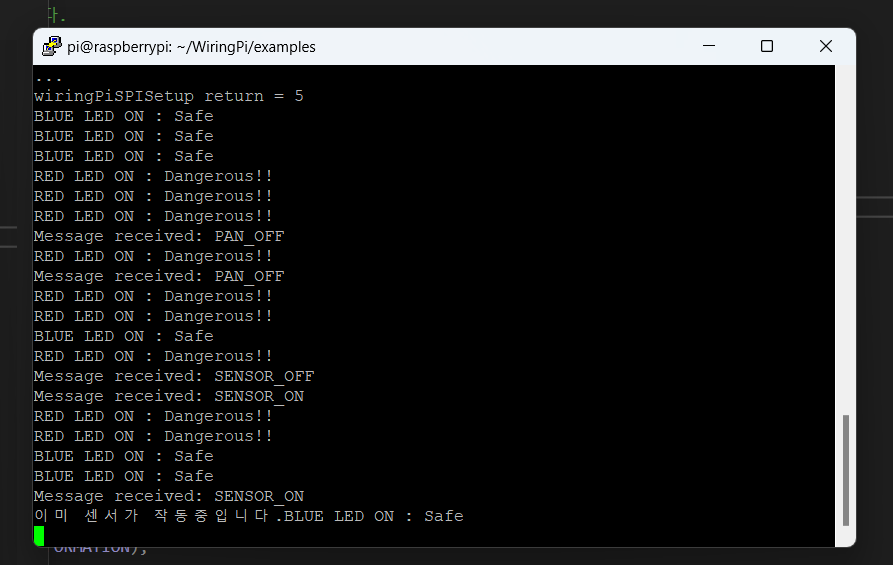 가.
pi@raspberrypi: ~/WiringPi/examples
...
wiringPiSPISetup return = 5
BLUE LED ON : Safe
BLUE LED ON : Safe
BLUE LED ON : Safe
RED LED ON : Dangerous!!
RED LED ON : Dangerous!!
RED LED ON : Dangerous!!
Message received: PAN_OFF
RED LED ON : Dangerous!!
Message received: PAN_OFF
RED LED ON : Dangerous!!
RED LED ON : Dangerous!!
BLUE LED ON : Safe
RED LED ON : Dangerous!!
Message received: SENSOR_OFF
Message received: SENSOR_ON
RED LED ON : Dangerous!!
RED LED ON : Dangerous!!
BLUE LED ON : Safe
BLUE LED ON : Safe
Message received: SENSOR_ON
이미 센서가 작동중입니다.BLUE LED ON : Safe
ORMATION);